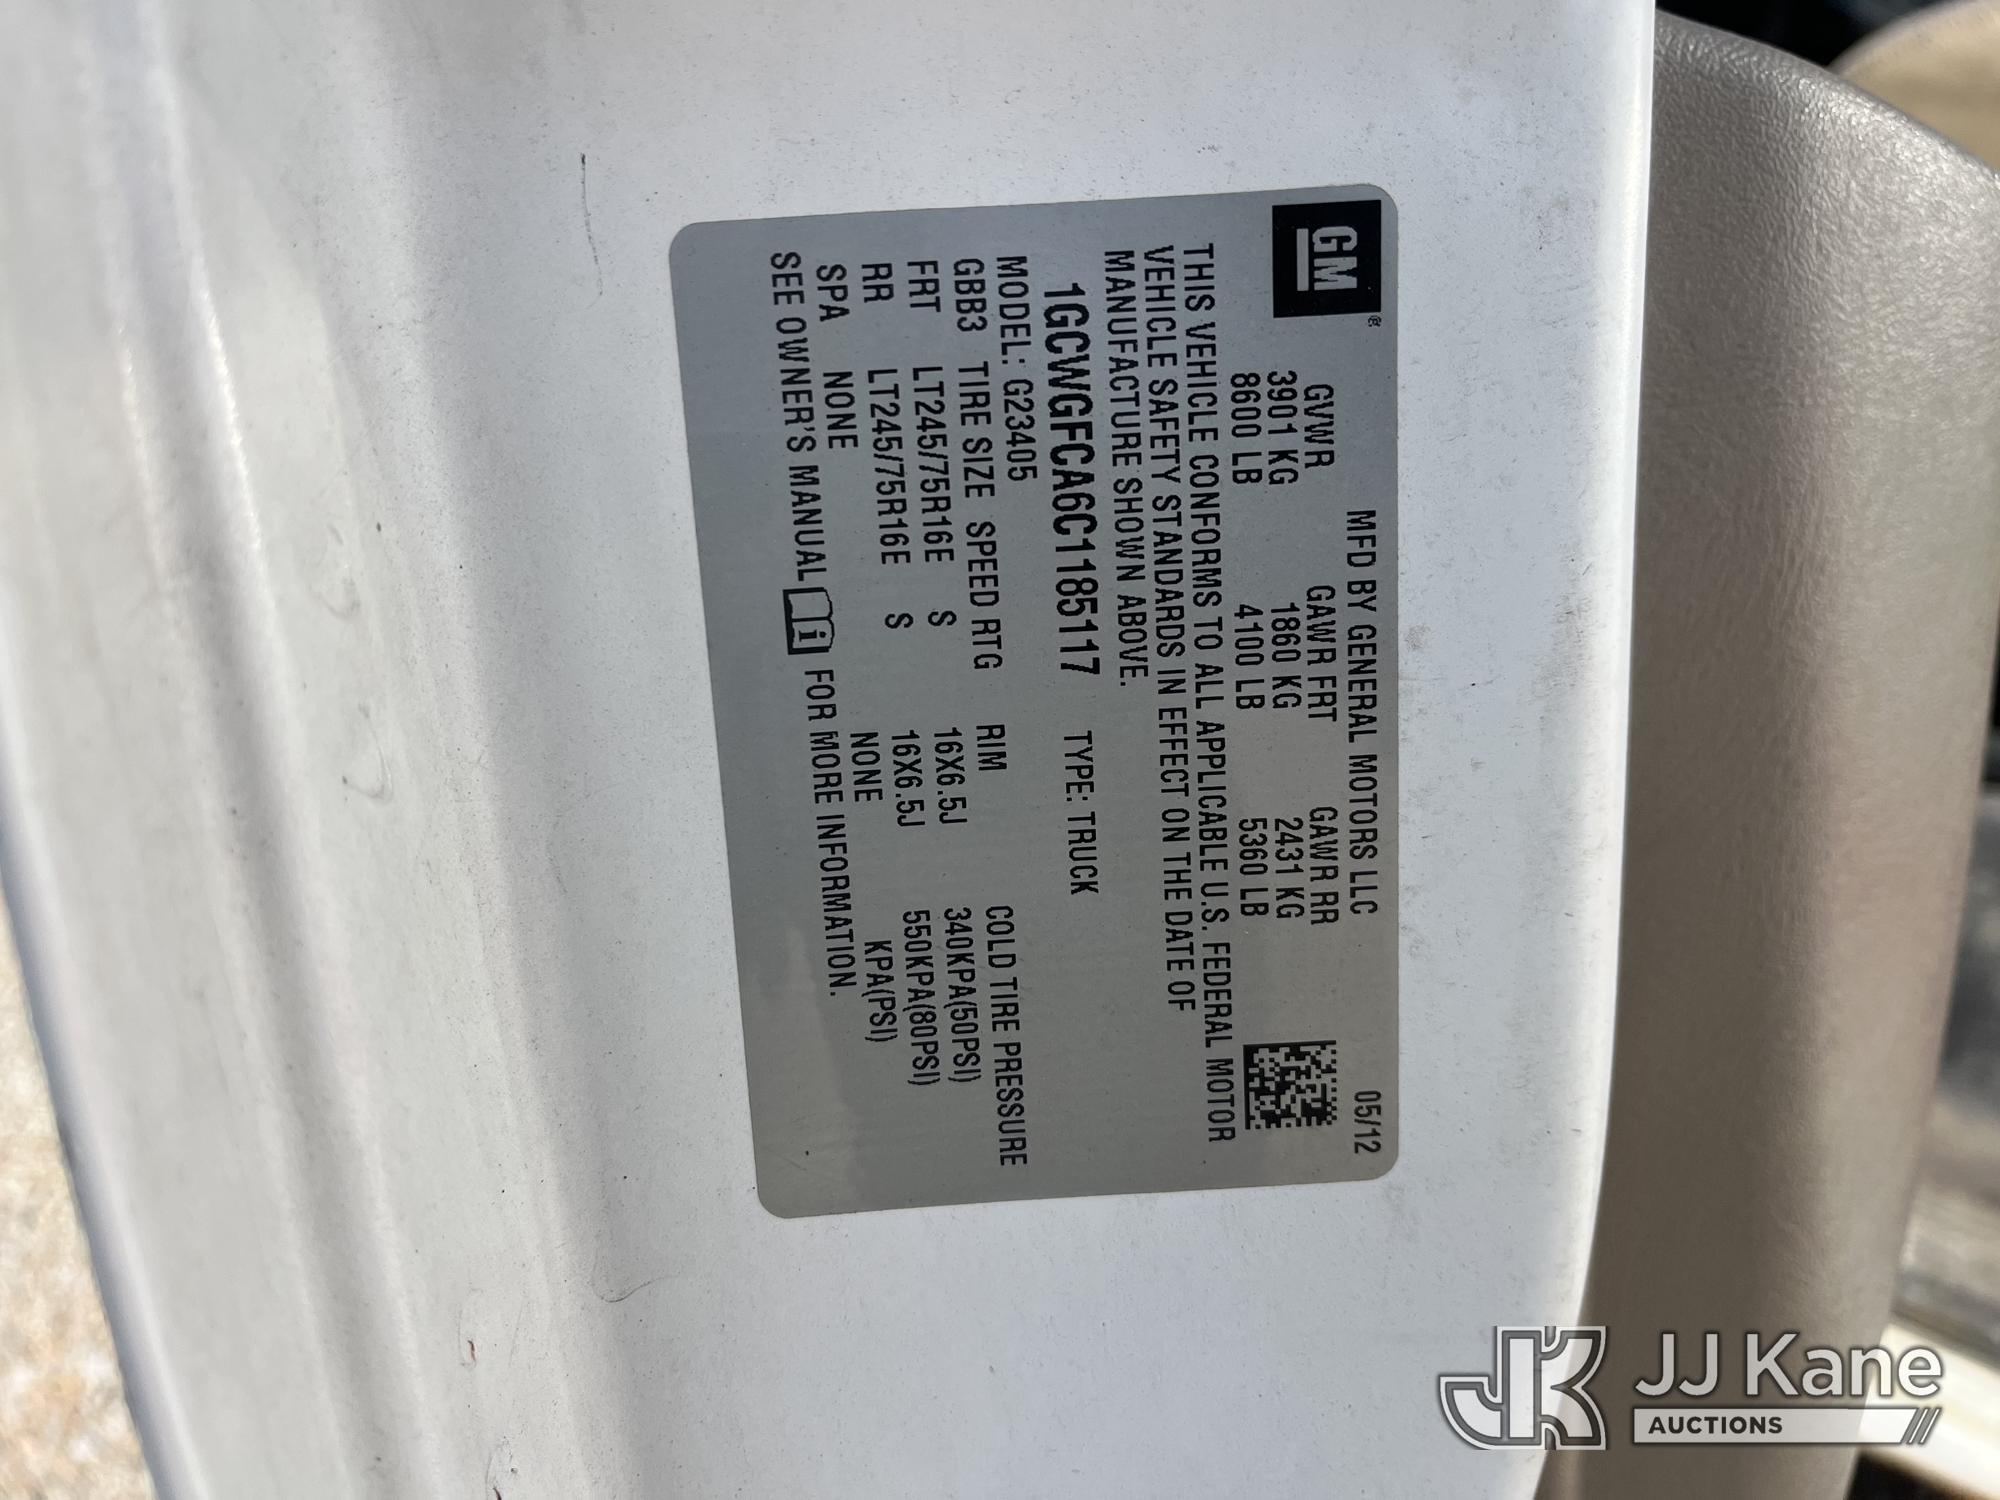 GM®
MFD BY GENERAL MOTORS LLC 05/12
GVWR GAWR FRT GAWR RR
3901 KG 1860 KG 2431 KG
8600 LB 4100 LB 5360 LB
THIS VEHICLE CONFORMS TO ALL APPLICABLE U.S. FEDERAL MOTOR
VEHICLE SAFETY STANDARDS IN EFFECT ON THE DATE OF
MANUFACTURE SHOWN ABOVE.
1GCWGFCA6C1185117 TYPE: TRUCK
MODEL: G23405
GBB3 TIRE SIZE SPEED RTG RIM COLD TIRE PRESSURE
FRT LT245/75R16E S 16X6.5J 340KPA(50PSI)
RR LT245/75R16E S 16X6.5J 550KPA(80PSI)
SPA NONE NONE KPA(PSI)
SEE OWNER'S MANUAL i FOR MORE INFORMATION.
JK JJ Kane
AUCTIONS